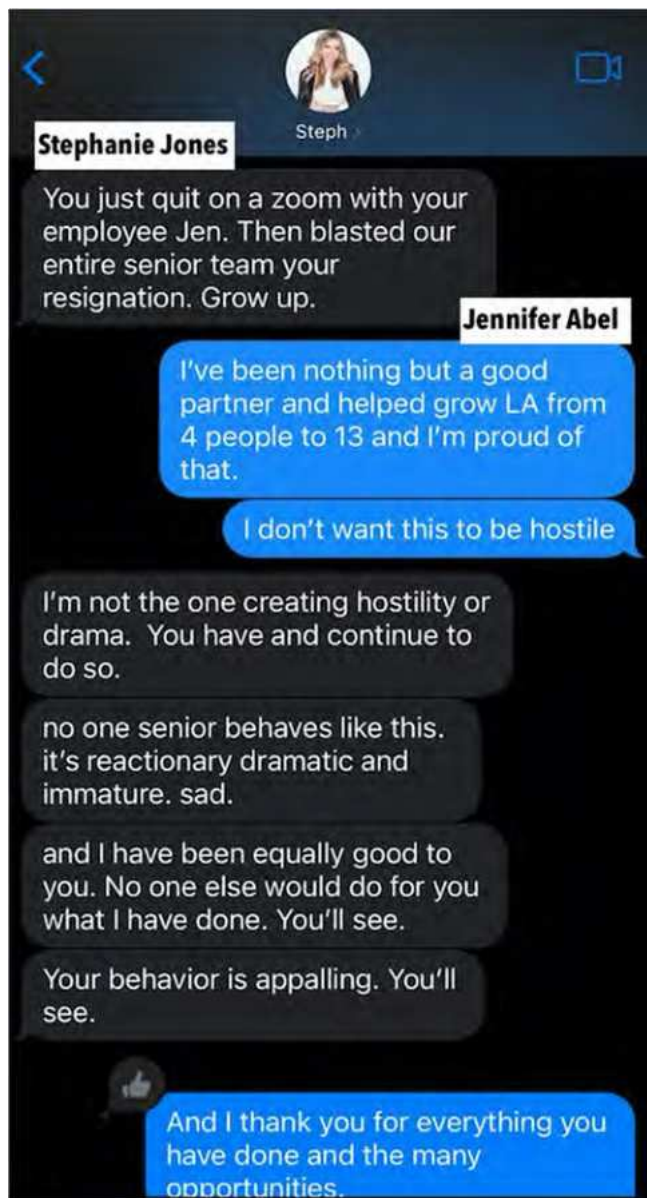 Steph
Stephanie Jones
You just quit on a zoom with your
employee Jen. Then blasted our
entire senior team your
resignation. Grow up.
Jennifer Abel
I've been nothing but a good
partner and helped grow LA from
4 people to 13 and I'm proud of
that.
I don't want this to be hostile
I'm not the one creating hostility or
drama.  You have and continue to
do so.
no one senior behaves like this.
it's reactionary dramatic and
immature. sad.
and I have been equally good to
you. No one else would do for you
what I have done. You'll see.
Your behavior is appalling. You'll
see.
And I thank you for everything you
have done and the many
opportunities.